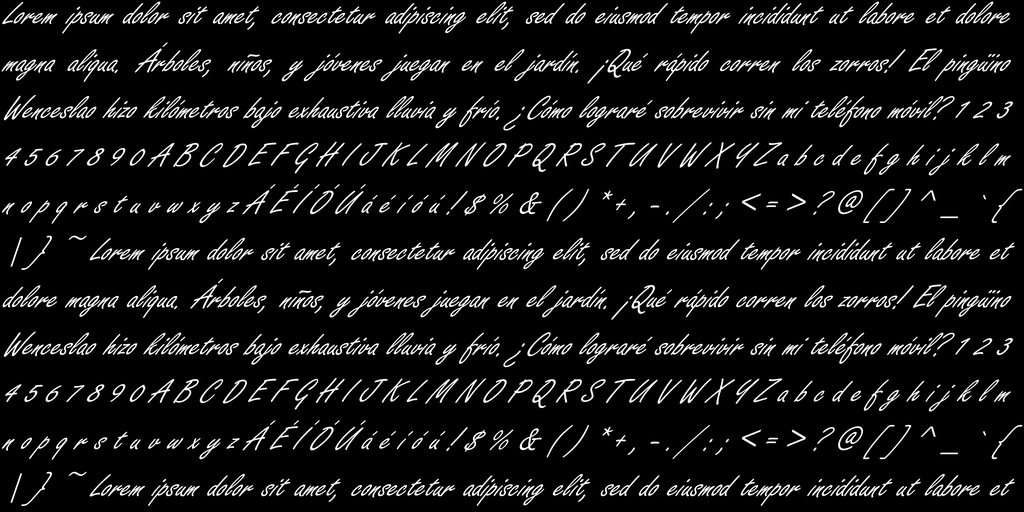 Lorem ipsum dolor sit amet, consectetur adipiscing elit, sed do eiusmod tempor incididunt ut labore et dolore
magna aliqua. Árboles, niños, y jóvenes juegan en el jardín. ¡Qué rápido corren los zorros! El pingüino
Wenceslao hizo kilómetros bajo exhaustiva lluvia y frío. ¿Cómo lograré sobrevivir sin mi teléfono móvil? 1 2 3
4 5 6 7 8 9 0 A B C D E F G H I J K L M N O P Q R S T U V W X Y Z a b c d e f g h i j k l m
n o p q r s t u v w x y z Á É Í Ó Ú á é í ó ú ! $ % & ( ) * + , - . / : ; < = > ? @ [ ] ^ _ ` {
| } ~ Lorem ipsum dolor sit amet, consectetur adipiscing elit, sed do eiusmod tempor incididunt ut labore et
dolore magna aliqua. Árboles, niños, y jóvenes juegan en el jardín. ¡Qué rápido corren los zorros! El pingüino
Wenceslao hizo kilómetros bajo exhaustiva lluvia y frío. ¿Cómo lograré sobrevivir sin mi teléfono móvil? 1 2 3
4 5 6 7 8 9 0 A B C D E F G H I J K L M N O P Q R S T U V W X Y Z a b c d e f g h i j k l m
n o p q r s t u v w x y z Á É Í Ó Ú á é í ó ú ! $ % & ( ) * + , - . / : ; < = > ? @ [ ] ^ _ ` {
| } ~ Lorem ipsum dolor sit amet, consectetur adipiscing elit, sed do eiusmod tempor incididunt ut labore et